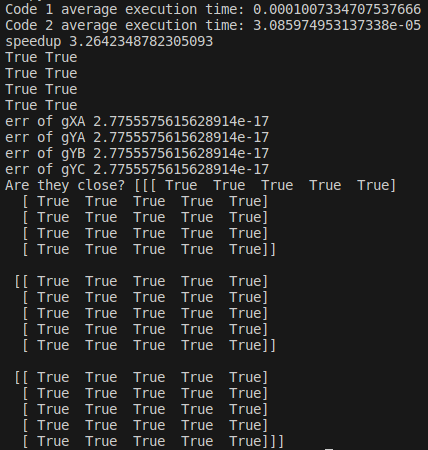 Code 1 average execution time: 0.0001007334707537666
Code 2 average execution time: 3.085974953137338e-05
speedup 3.2642348782305093
True True
True True
True True
True True
err of gXA 2.7755575615628914e-17
err of gYA 2.7755575615628914e-17
err of gYB 2.7755575615628914e-17
err of gYC 2.7755575615628914e-17
Are they close? [[[ True  True  True  True  True]
  [ True  True  True  True  True]
  [ True  True  True  True  True]
  [ True  True  True  True  True]
  [ True  True  True  True  True]]
 [[ True  True  True  True  True]
  [ True  True  True  True  True]
  [ True  True  True  True  True]
  [ True  True  True  True  True]
  [ True  True  True  True  True]]
 [[ True  True  True  True  True]
  [ True  True  True  True  True]
  [ True  True  True  True  True]
  [ True  True  True  True  True]
  [ True  True  True  True  True]]]